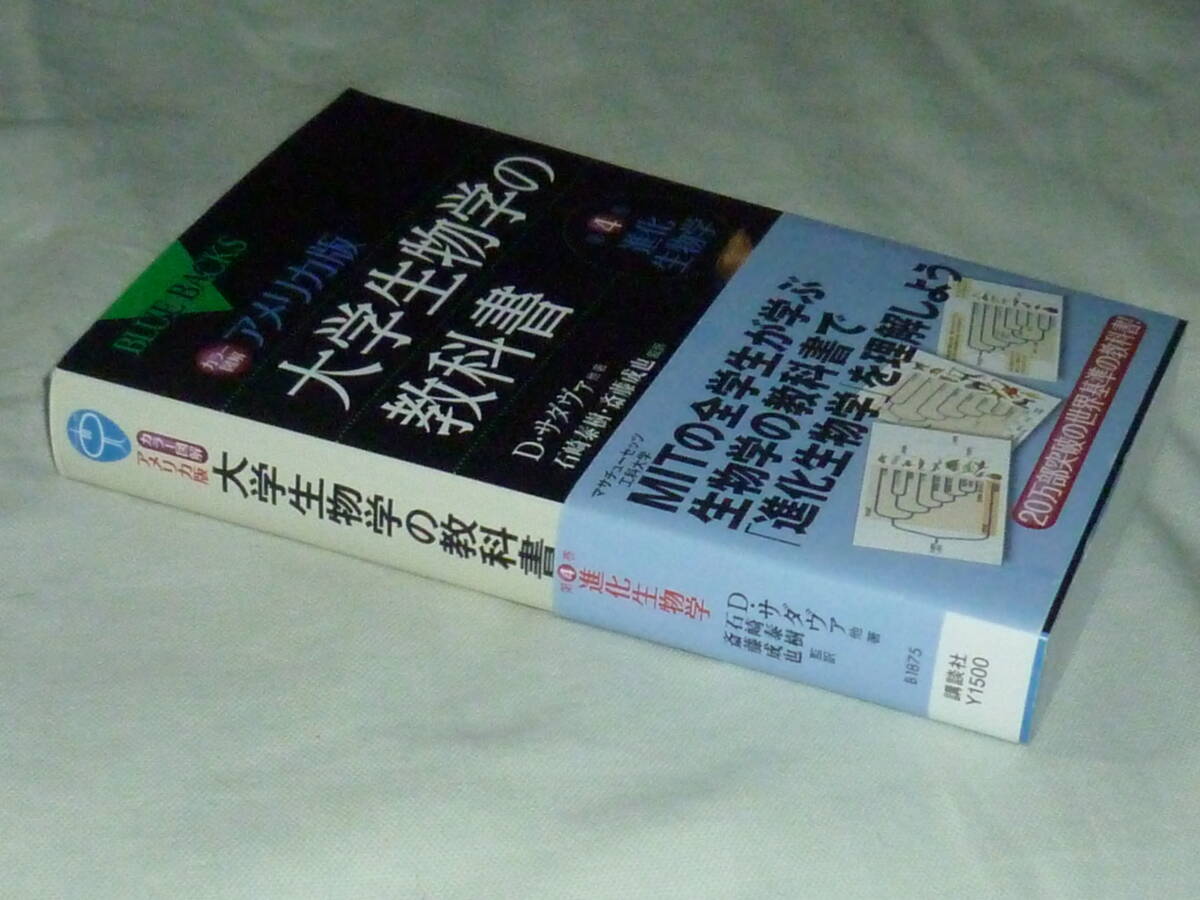 BLUE BACKS
カラー図解
アメリカ版
大学生物学の
教科書
第4巻
進化
生物学
D・サダヴァ 他著
石崎泰樹・斎藤成也 監訳
マサチューセッツ
工科大学
MITの全学生が学ぶ
生物学の教科書で
「進化生物学」を理解しよう
20万部突破の世界基準の教科書!
カラー図解
アメリカ版
大学生物学の教科書
第4巻
進化生物学
D・サダヴァ 他著
石崎泰樹
斎藤成也 監訳
B1875
講談社
Y1500